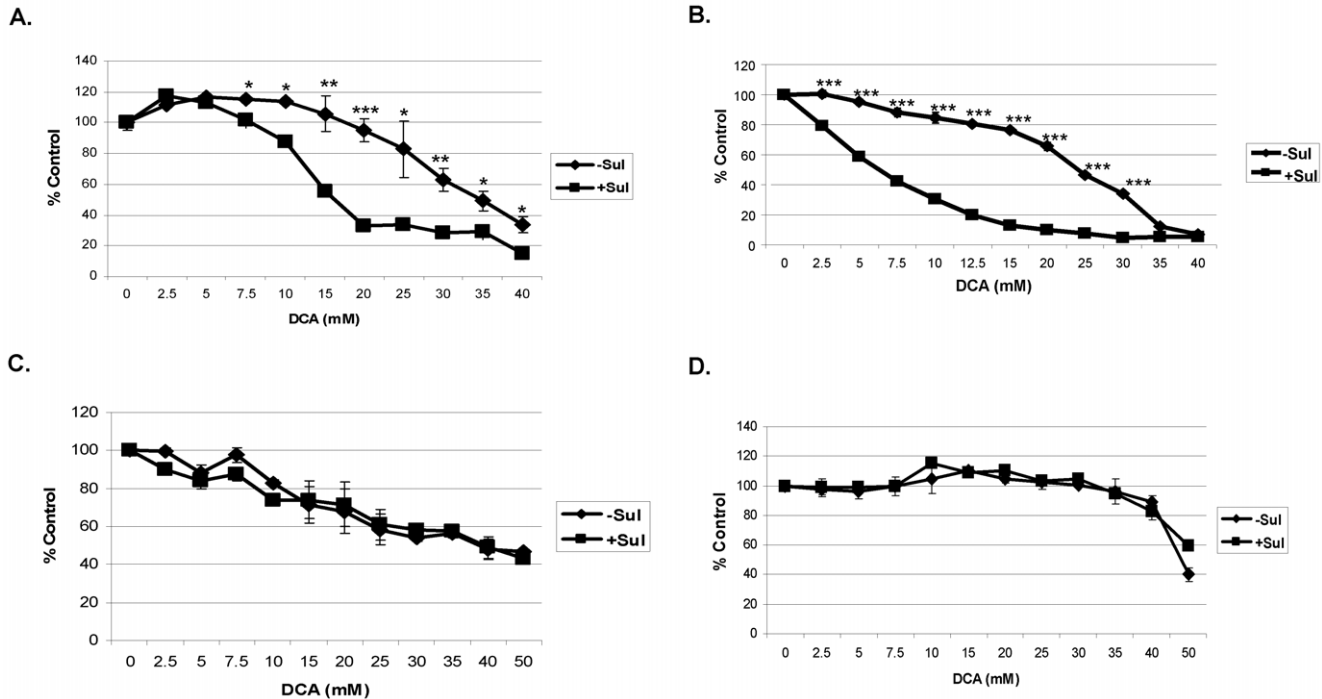 A.
140
120
100
80
60
40
20
0
% Control
* * ** *** * ** * *
0 2.5 5 7.5 10 15 20 25 30 35 40
DCA (mM)
-Sul
+Sul
B.
120
100
80
60
40
20
0
% Control
*** *** *** *** *** *** *** *** ***
0 2.5 5 7.5 10 12.5 15 20 25 30 35 40
DCA (mM)
-Sul
+Sul
C.
120
100
80
60
40
20
0
% Control
0 2.5 5 7.5 10 15 20 25 30 35 40 50
DCA (mM)
-Sul
+Sul
D.
140
120
100
80
60
40
20
0
% Control
0 2.5 5 7.5 10 15 20 25 30 35 40 50
DCA (mM)
-Sul
+Sul